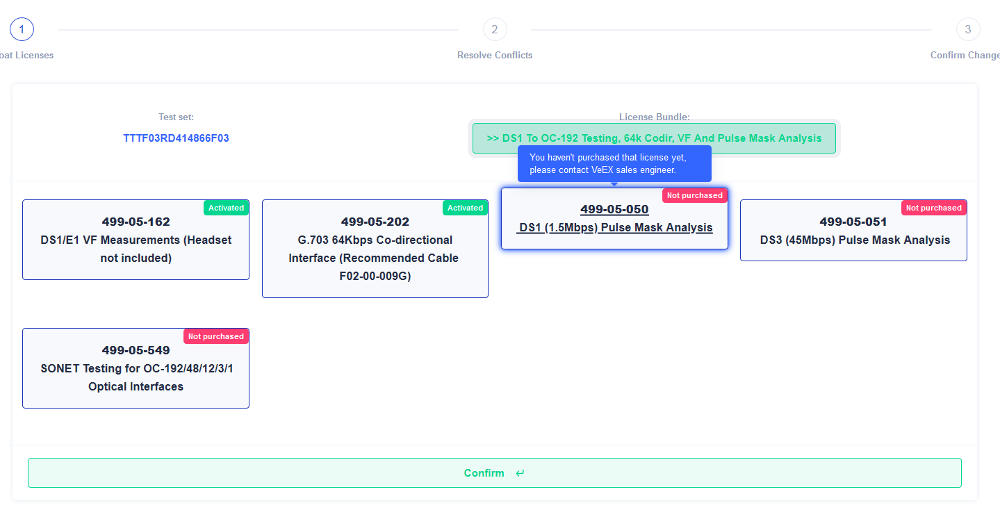 1
2
3
oat Licenses
Resolve Conflicts
Confirm Change
Test set:
TTTF03RD414866F03
License Bundle:
>> DS1 To OC-192 Testing, 64k Codir, VF And Pulse Mask Analysis
You haven't purchased that license yet,
please contact VeEX sales engineer.
Activated
499-05-162
DS1/E1 VF Measurements (Headset
not included)
Activated
499-05-202
G.703 64Kbps Co-directional
Interface (Recommended Cable
F02-00-009G)
Not purchased
499-05-050
DS1 (1.5Mbps) Pulse Mask Analysis
Not purchased
499-05-051
DS3 (45Mbps) Pulse Mask Analysis
Not purchased
499-05-549
SONET Testing for OC-192/48/12/3/1
Optical Interfaces
Confirm ↵